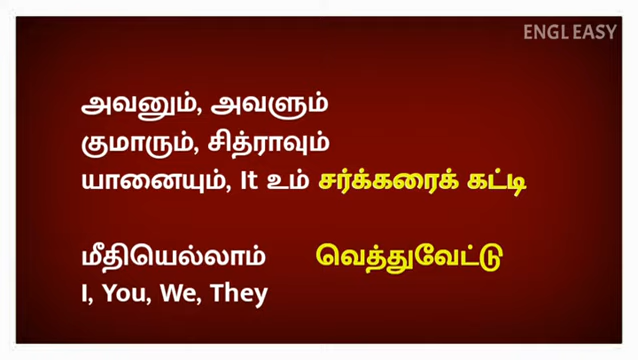 ENGL EASY
அவனும், அவளும்
குமாரும், சித்ராவும்
யானையும், It உம் சர்க்கரைக் கட்டி
மீதியெல்லாம் வெத்துவேட்டு
I, You, We, They